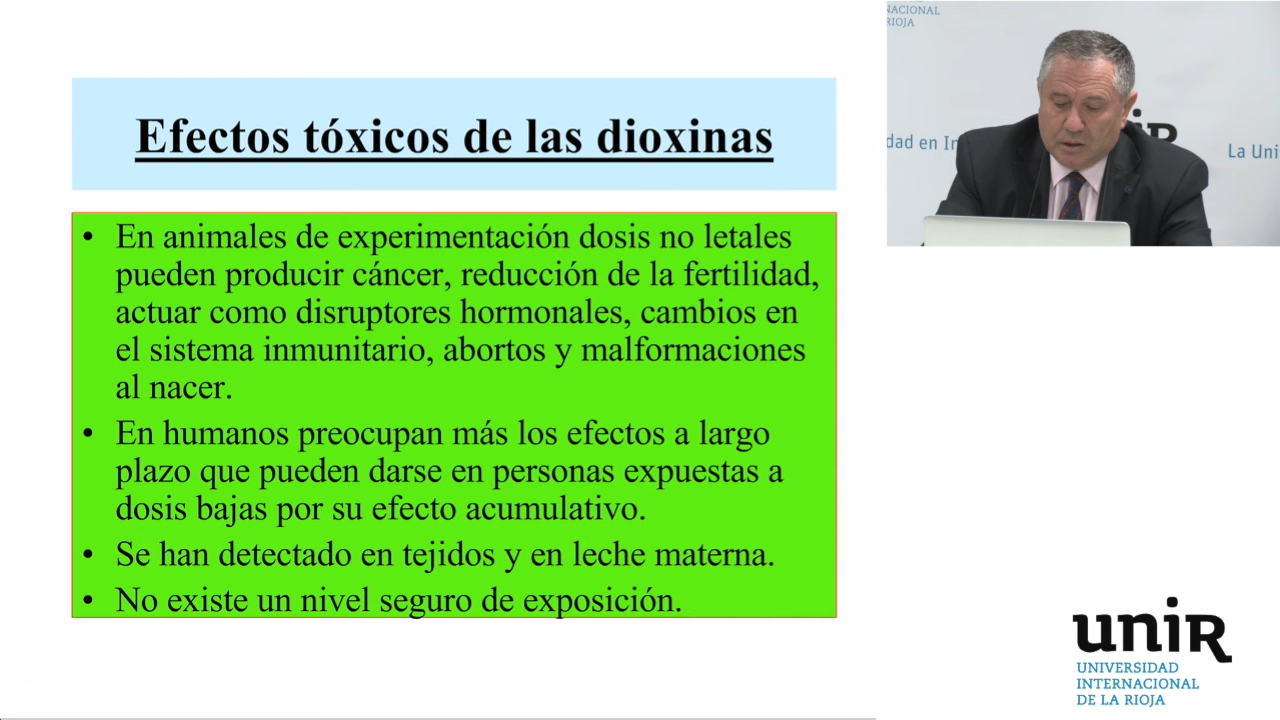 Efectos tóxicos de las dioxinas
• En animales de experimentación dosis no letales
pueden producir cáncer, reducción de la fertilidad,
actuar como disruptores hormonales, cambios en
el sistema inmunitario, abortos y malformaciones
al nacer.
• En humanos preocupan más los efectos a largo
plazo que pueden darse en personas expuestas a
dosis bajas por su efecto acumulativo.
• Se han detectado en tejidos y en leche materna.
• No existe un nivel seguro de exposición.
NACIONAL
RIOJA
iR
dad en In
La Uni
uniR
UNIVERSIDAD
INTERNACIONAL
DE LA RIOJA